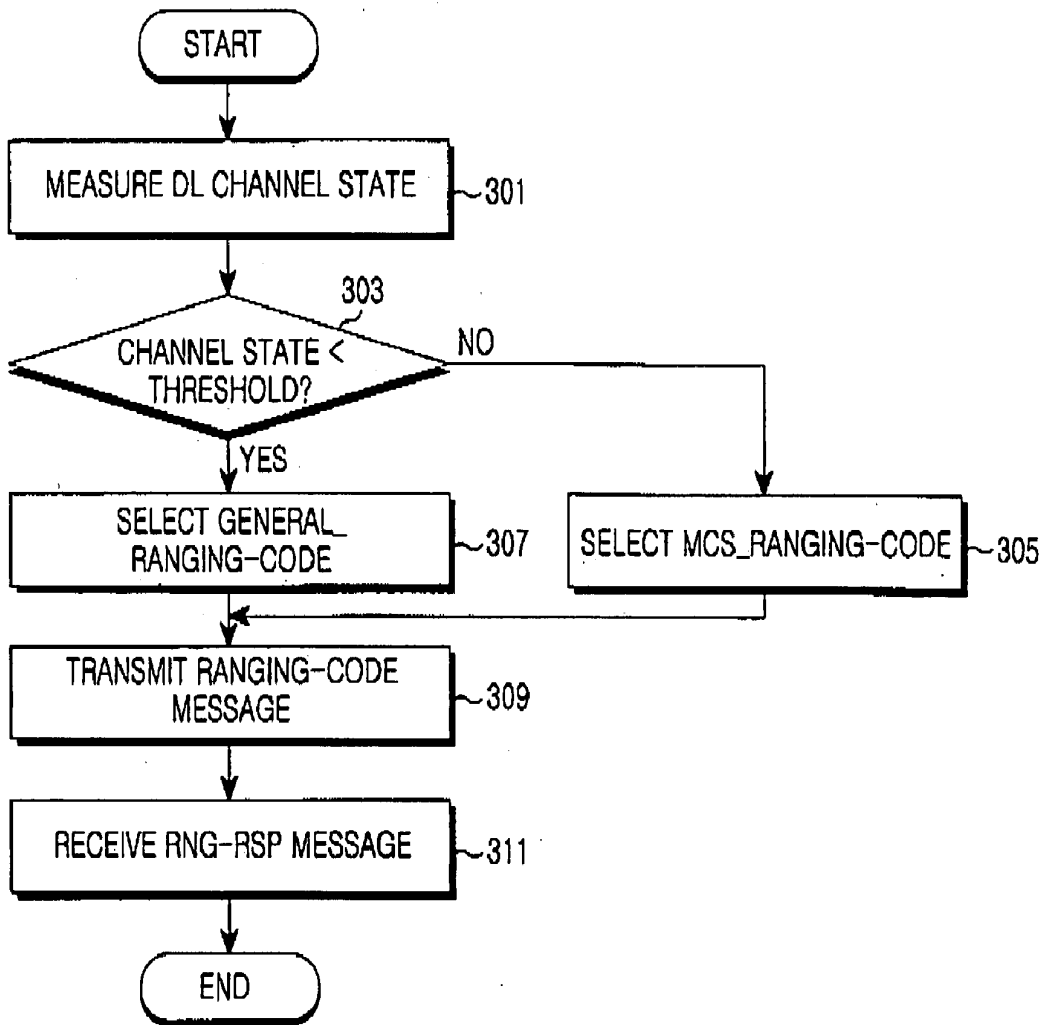 START
MEASURE DL CHANNEL STATE
301
303
CHANNEL STATE <
THRESHOLD?
NO
YES
SELECT GENERAL_
RANGING-CODE
307
SELECT MCS_RANGING-CODE
305
TRANSMIT RANGING-CODE
MESSAGE
309
RECEIVE RNG-RSP MESSAGE
311
END